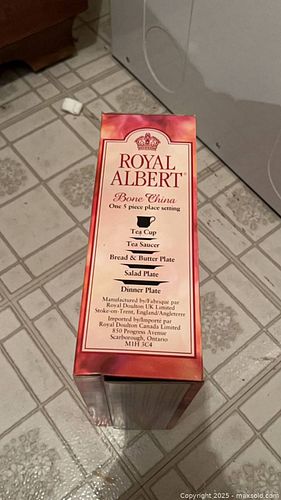 ROYAL
ALBERT®
Bone China
One 5 piece place setting
Tea Cup
Tea Saucer
Bread & Butter Plate
Salad Plate
Dinner Plate
Manufactured by/Fabriqué par
Royal Doulton UK Limited
Stoke-on-Trent, England/Angleterre
Imported by/Importé par
Royal Doulton Canada Limited
850 Progress Avenue
Scarborough, Ontario
M1H 3C4
Copyright 2025 - maxsold.com